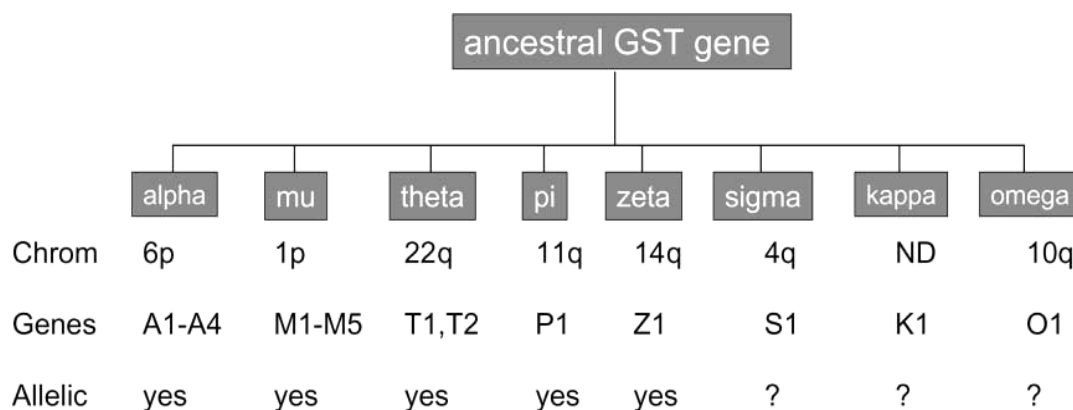 ancestral GST gene
alpha mu theta pi zeta sigma kappa omega
Chrom 6p 1p 22q 11q 14q 4q ND 10q
Genes A1-A4 M1-M5 T1,T2 P1 Z1 S1 K1 O1
Allelic yes yes yes yes yes ? ? ?